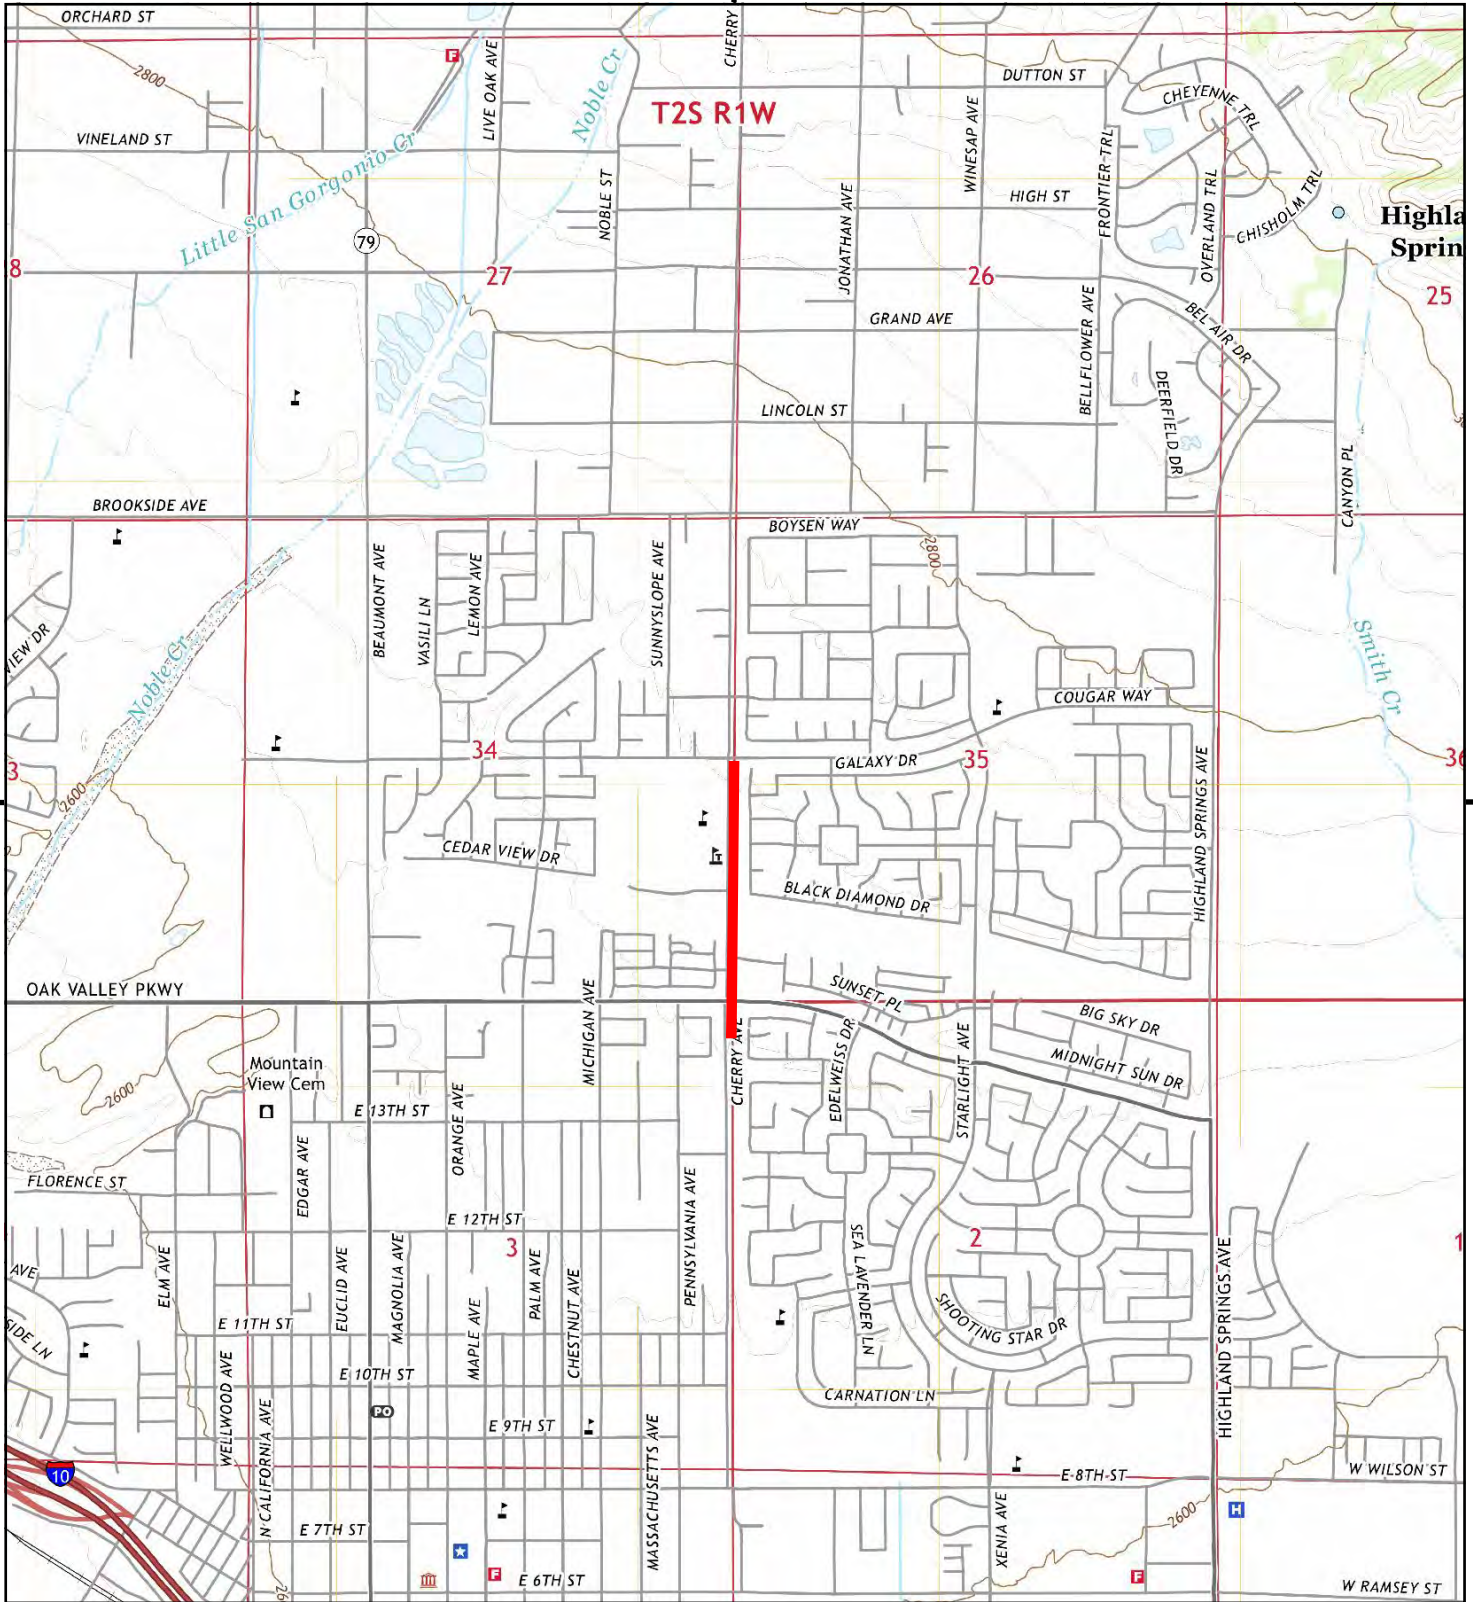 ORCHARD ST
CHERRY
F
2800
LIVE OAK AVE
Noble Cr
DUTTON ST
CHEYENNE TRL
T2S R1W
VINELAND ST
Little San Gorgonio Cr
WINESAP AVE
FRONTIER TRL
NOBLE ST
JONATHAN AVE
HIGH ST
OVERLAND TRL
CHISHOLM TRL
Highla
Sprin
79
8
27
26
25
GRAND AVE
BELLFLOWER AVE
BEL AIR DR
DEERFIELD DR
LINCOLN ST
CANYON PL
BROOKSIDE AVE
BOYSEN WAY
2800
BEAUMONT AVE
VASILI LN
LEMON AVE
SUNNYSLOPE AVE
VIEW DR
Noble Cr
Smith Cr
COUGAR WAY
3
34
GALAXY DR
35
36
2600
HIGHLAND SPRINGS AVE
CEDAR VIEW DR
BLACK DIAMOND DR
OAK VALLEY PKWY
MICHIGAN AVE
SUNSET PL
BIG SKY DR
CHERRY AVE
EDELWEISS DR
STARLIGHT AVE
MIDNIGHT SUN DR
Mountain
View Cem
2600
E 13TH ST
ORANGE AVE
EDGAR AVE
FLORENCE ST
PENNSYLVANIA AVE
E 12TH ST
3
2
1
AVE
ELM AVE
EUCLID AVE
MAGNOLIA AVE
PALM AVE
CHESTNUT AVE
SEA LAVENDER LN
HIGHLAND SPRINGS AVE
SIDE LN
E 11TH ST
MAPLE AVE
SHOOTING STAR DR
WELLWOOD AVE
E 10TH ST
CARNATION LN
PO
E 9TH ST
N CALIFORNIA AVE
MASSACHUSETTS AVE
10
E 8TH ST
W WILSON ST
E 7TH ST
XENIA AVE
2600
H
F
E 6TH ST
F
W RAMSEY ST